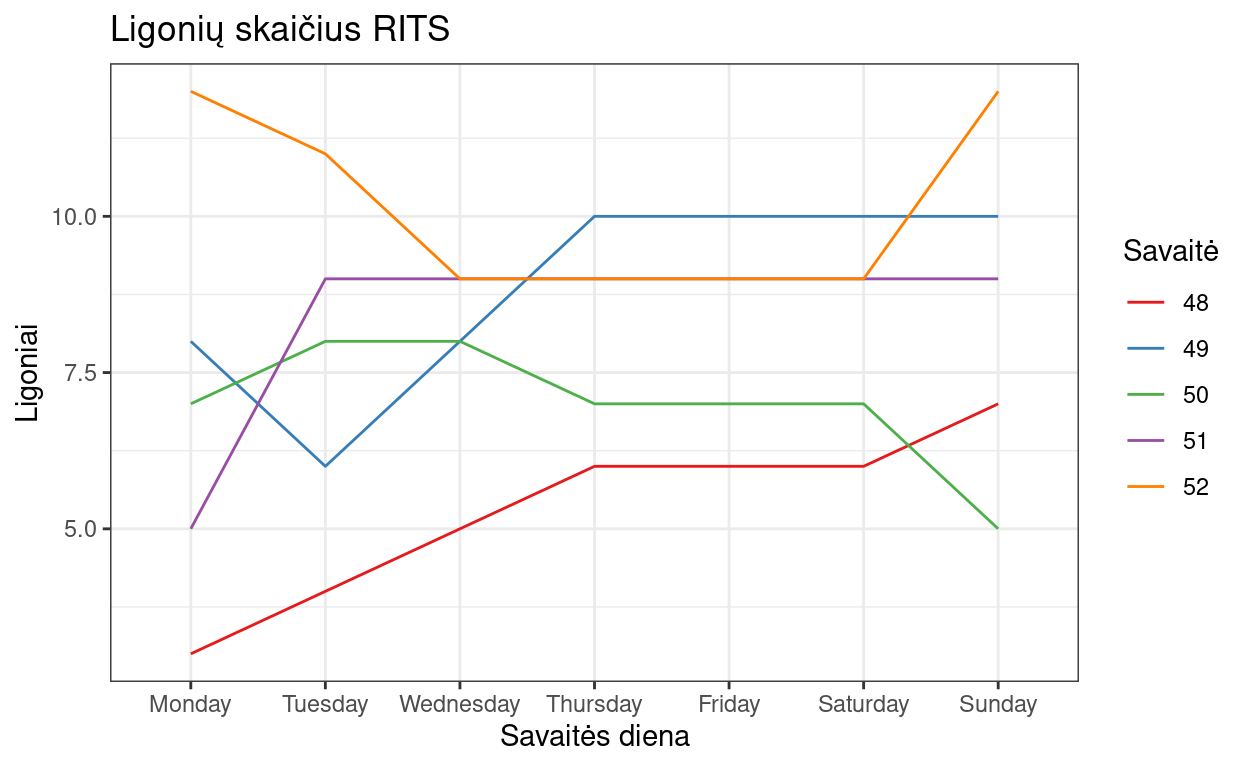 Ligonių skaičius RITS
Ligoniai
10.0
7.5
5.0
Monday Tuesday Wednesday Thursday Friday Saturday Sunday
Savaitės diena
Savaitė
48
49
50
51
52